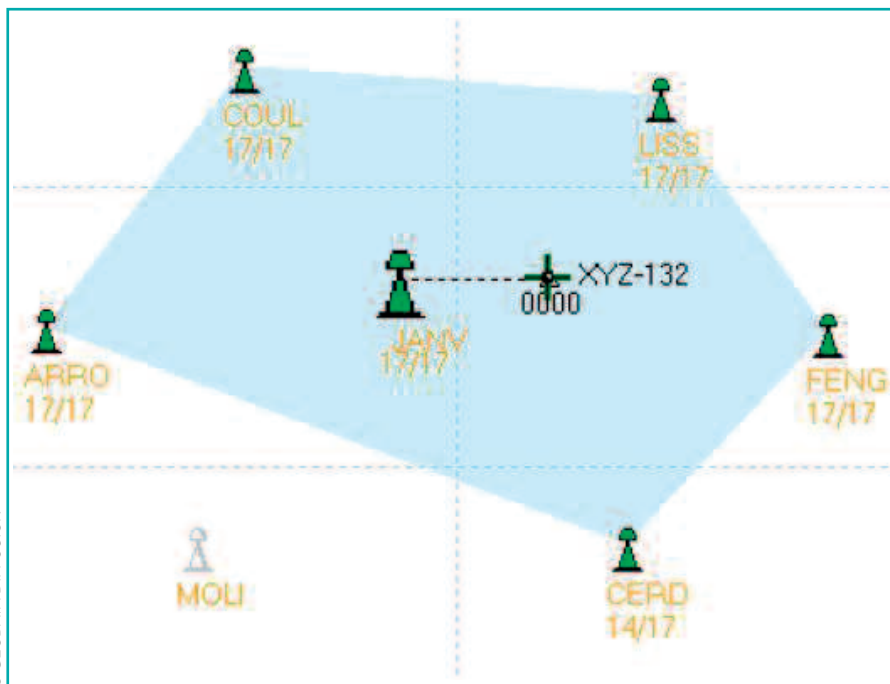 COUL
17/17
LISS
17/17
XYZ-132
0000
JANV
17/17
ARRO
17/17
FENG
17/17
MOLI
CERD
14/17